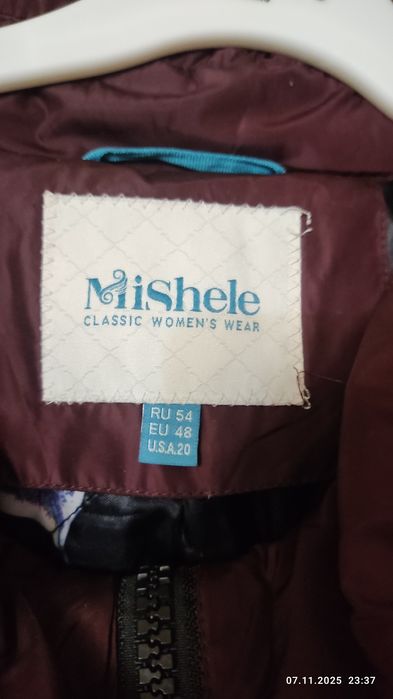 MiShele
CLASSIC WOMEN'S WEAR
RU 54
EU 48
U.S.A.20
07.11.2025 23:37